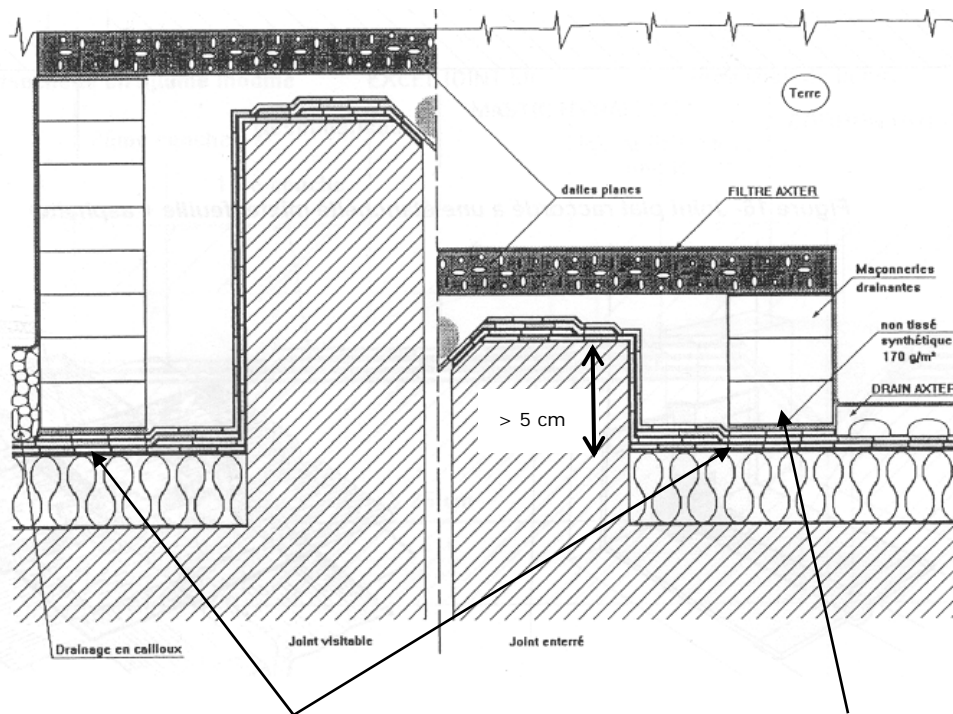 Terre
dalles planes
FILTRE AXTER
Maçonneries
drainantes
non tissé
synthétique
170 g/m²
DRAIN AXTER
> 5 cm
Drainage en cailloux
Joint visitable
Joint enterré